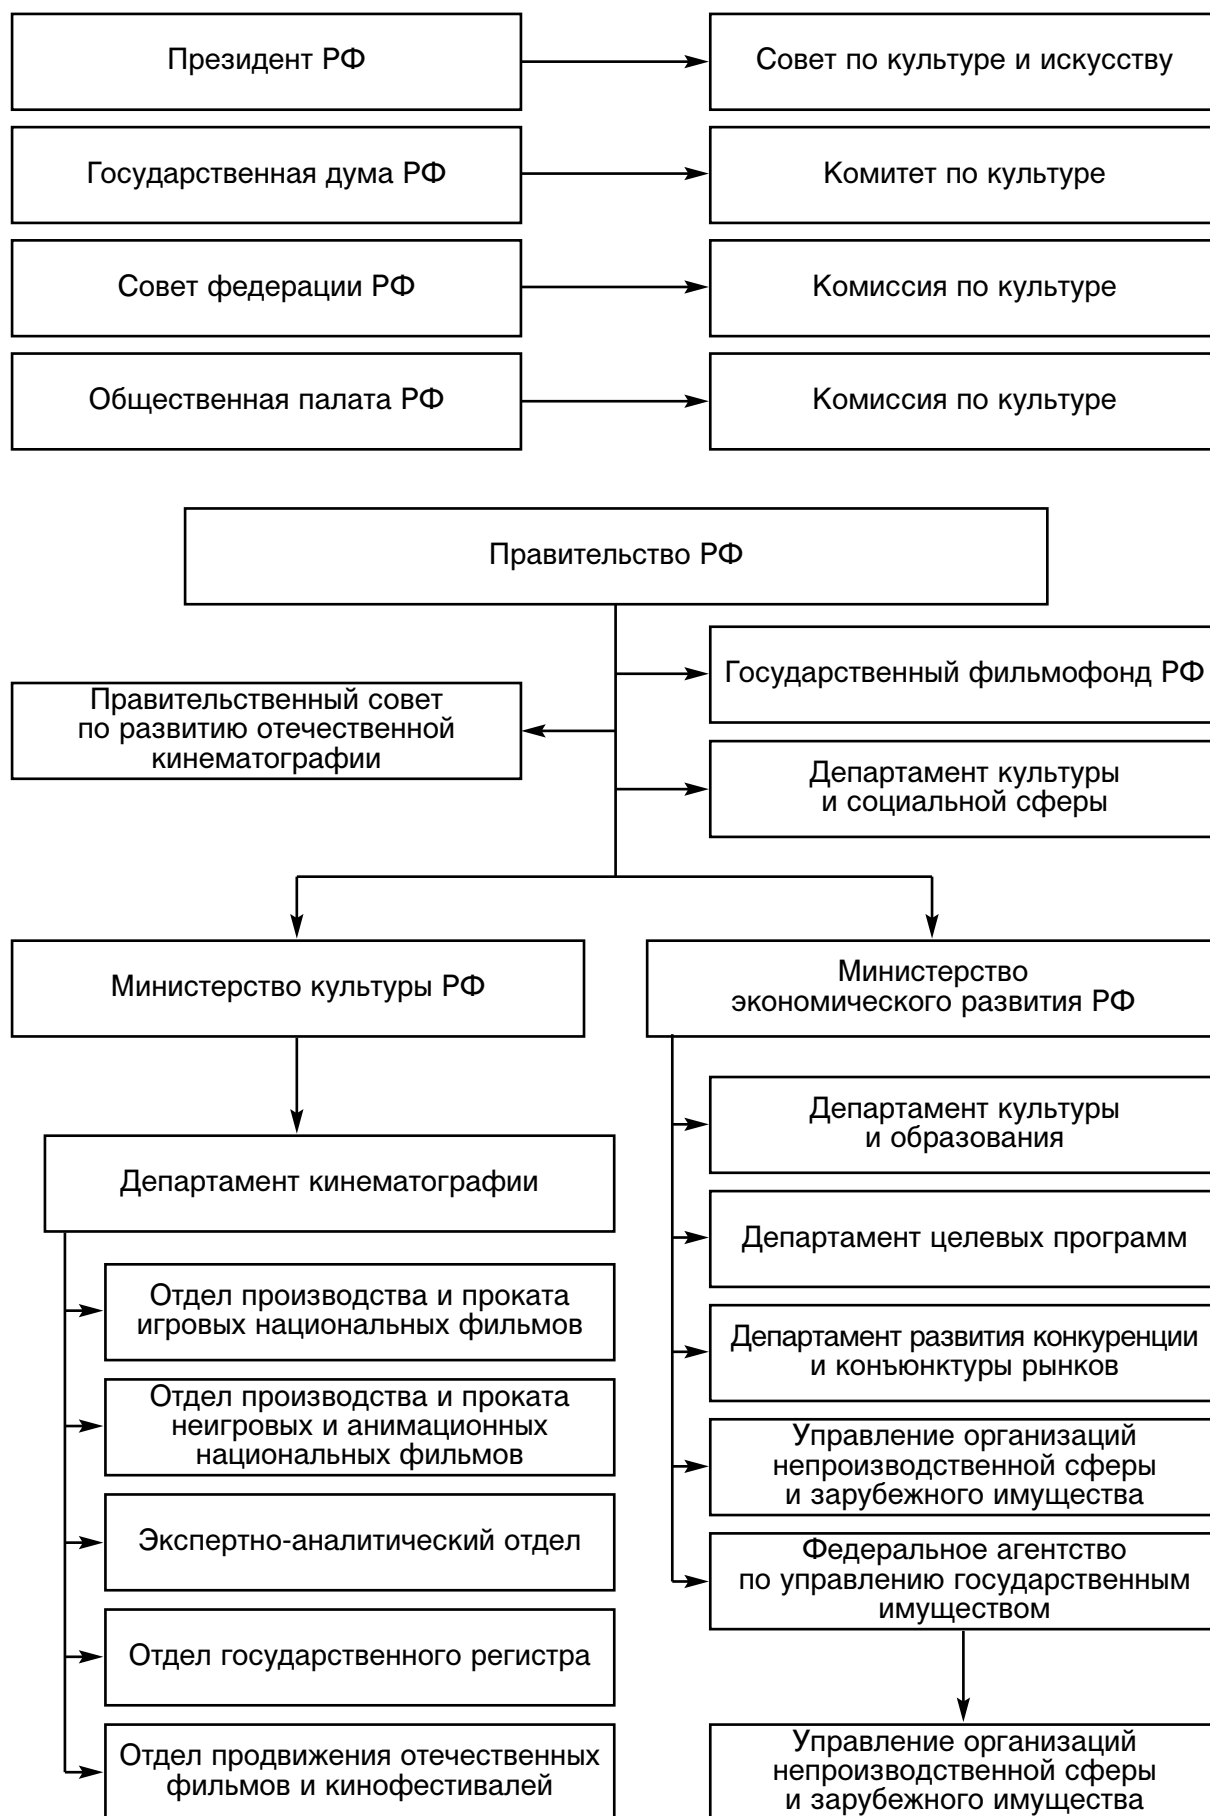 Президент РФ
Совет по культуре и искусству
Государственная дума РФ
Комитет по культуре
Совет федерации РФ
Комиссия по культуре
Общественная палата РФ
Комиссия по культуре
Правительство РФ
Государственный фильмофонд РФ
Правительственный совет
по развитию отечественной
кинематографии
Департамент культуры
и социальной сферы
Министерство культуры РФ
Министерство
экономического развития РФ
Департамент кинематографии
Отдел производства и проката
игровых национальных фильмов
Отдел производства и проката
неигровых и анимационных
национальных фильмов
Экспертно-аналитический отдел
Отдел государственного регистра
Отдел продвижения отечественных
фильмов и кинофестивалей
Департамент культуры
и образования
Департамент целевых программ
Департамент развития конкуренции
и конъюнктуры рынков
Управление организаций
непроизводственной сферы
и зарубежного имущества
Федеральное агентство
по управлению государственным
имуществом
Управление организаций
непроизводственной сферы
и зарубежного имущества